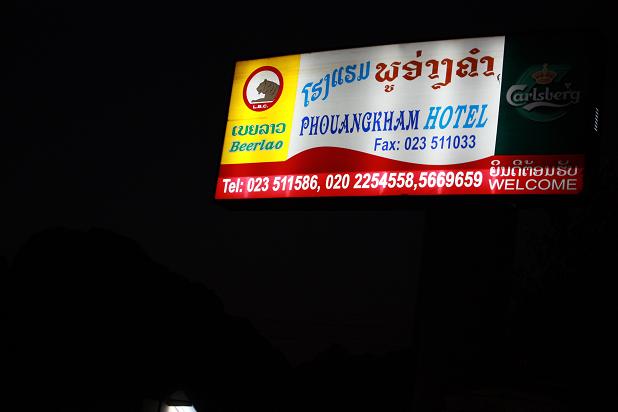 L.B.C.
ເບຍລາວ
Beerlao
ໂຮງແຮມ ພູອ່າງຄຳ
PHOUANGKHAM HOTEL
Fax: 023 511033
Carlsberg
Tel: 023 511586, 020 2254558,5669659
ຍິນດີຕ້ອນຮັບ
WELCOME